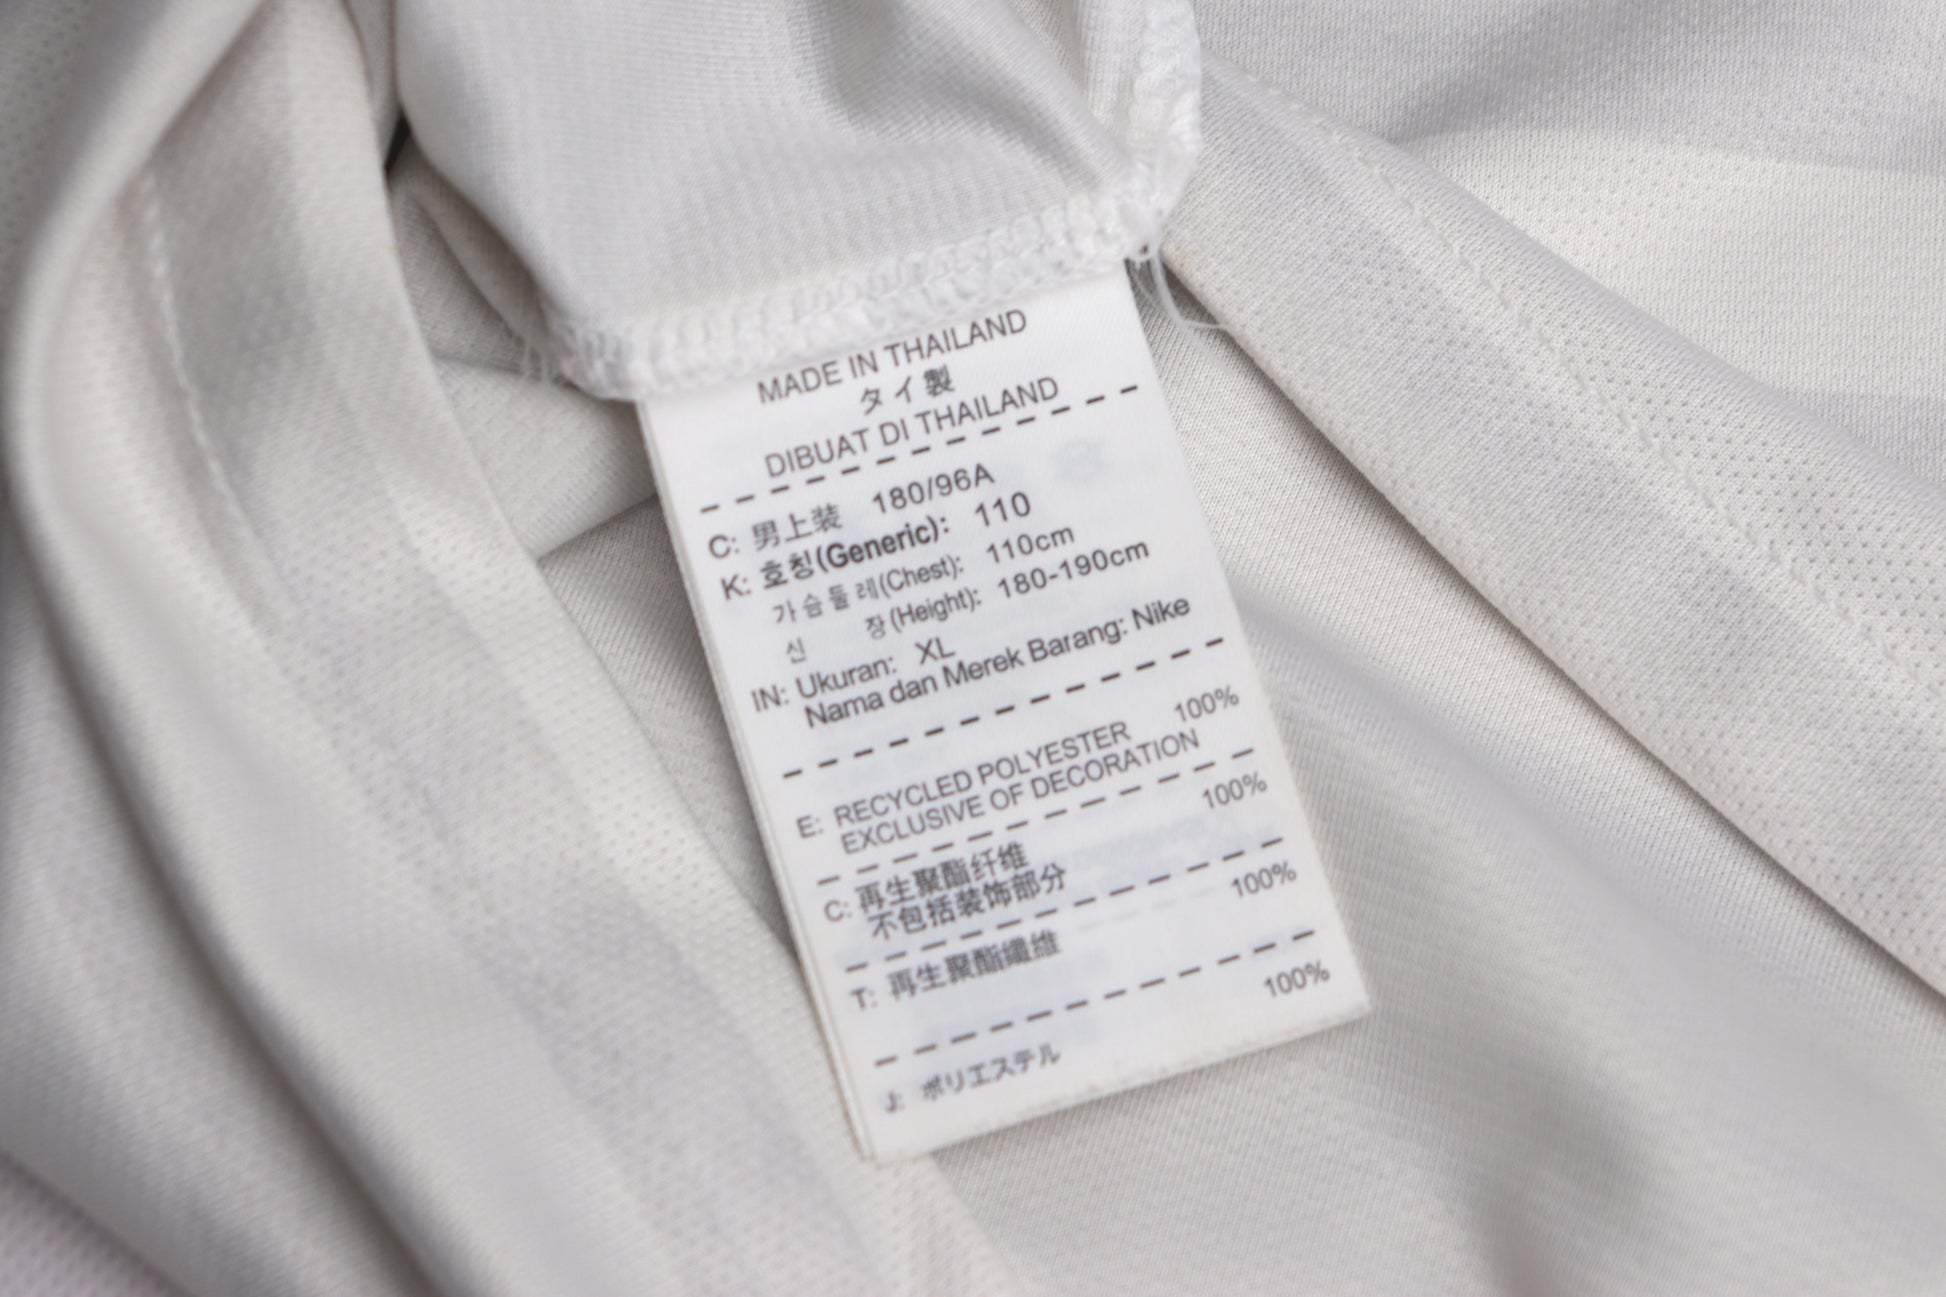 MADE IN THAILAND
タイ製
DIBUAT DI THAILAND
C: 男上装 180/96A
K: 호칭(Generic): 110
가슴둘레(Chest): 110cm
신 장(Height): 180-190cm
IN: Ukuran: XL
Nama dan Merek Barang: Nike
100%
E: RECYCLED POLYESTER
EXCLUSIVE OF DECORATION
100%
C: 再生聚酯纤维
不包括装饰部分
100%
T: 再生聚酯纖維
100%
J: ポリエステル